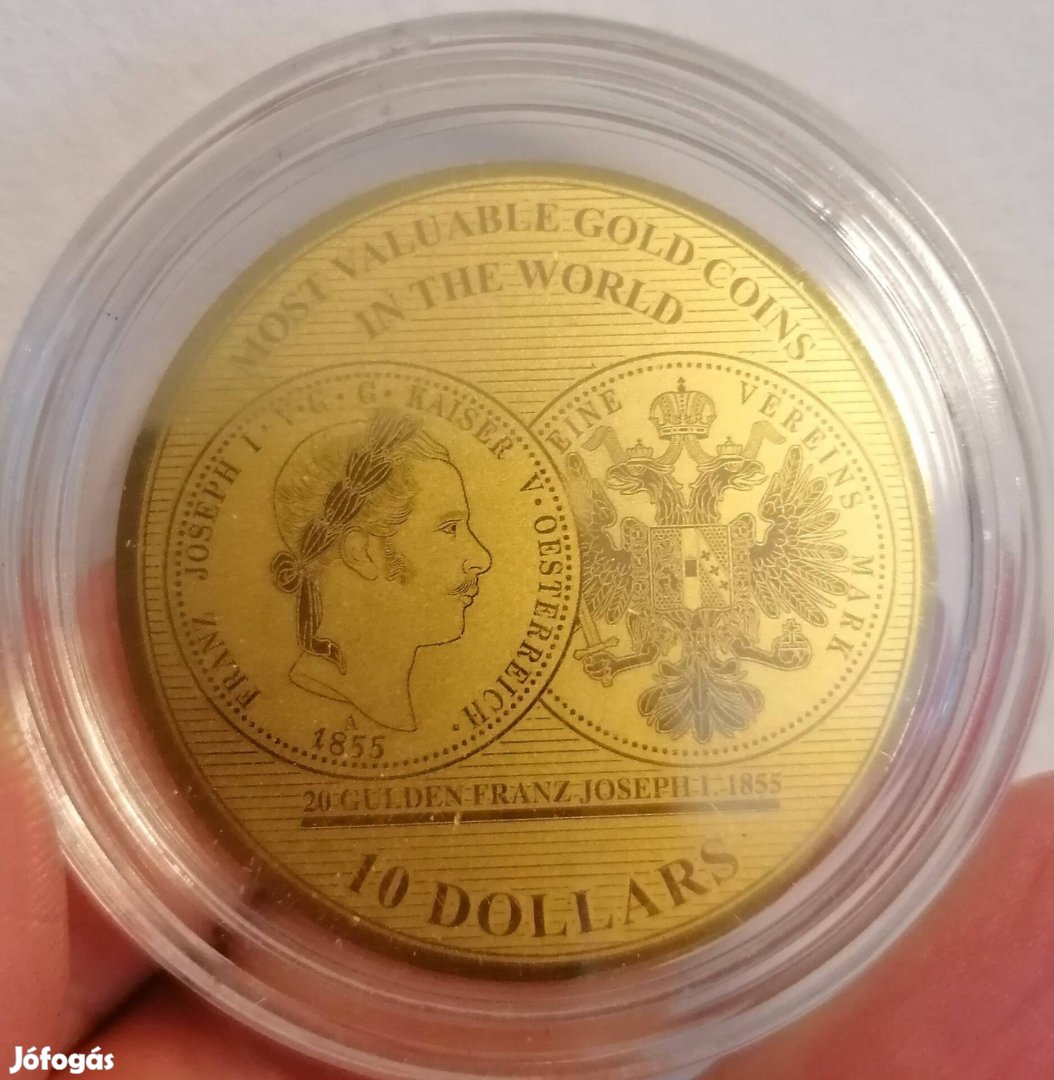 MOST VALUABLE GOLD COINS
IN THE WORLD
FRANZ JOSEPH I · V · G · G · KAISER V · OESTERREICH ·
A
1855
EINE VEREINS MARK
20 GULDEN FRANZ JOSEPH I. 1855
10 DOLLARS
Jófogás